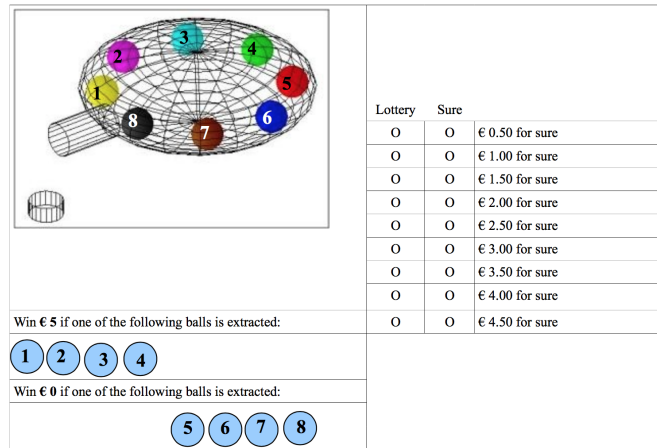 1 2 3 4 5 6 7 8
Lottery Sure
O O € 0.50 for sure
O O € 1.00 for sure
O O € 1.50 for sure
O O € 2.00 for sure
O O € 2.50 for sure
O O € 3.00 for sure
O O € 3.50 for sure
O O € 4.00 for sure
O O € 4.50 for sure
Win € 5 if one of the following balls is extracted:
1 2 3 4
Win € 0 if one of the following balls is extracted:
5 6 7 8